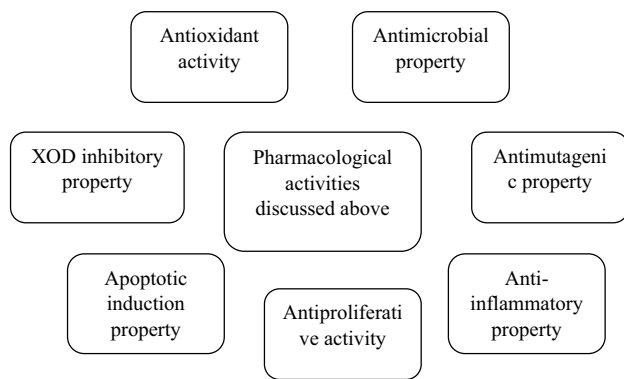 Antioxidant
activity
Antimicrobial
property
XOD inhibitory
property
Pharmacological
activities
discussed above
Antimutageni
c property
Apoptotic
induction
property
Antiproliferati
ve activity
Anti-
inflammatory
property